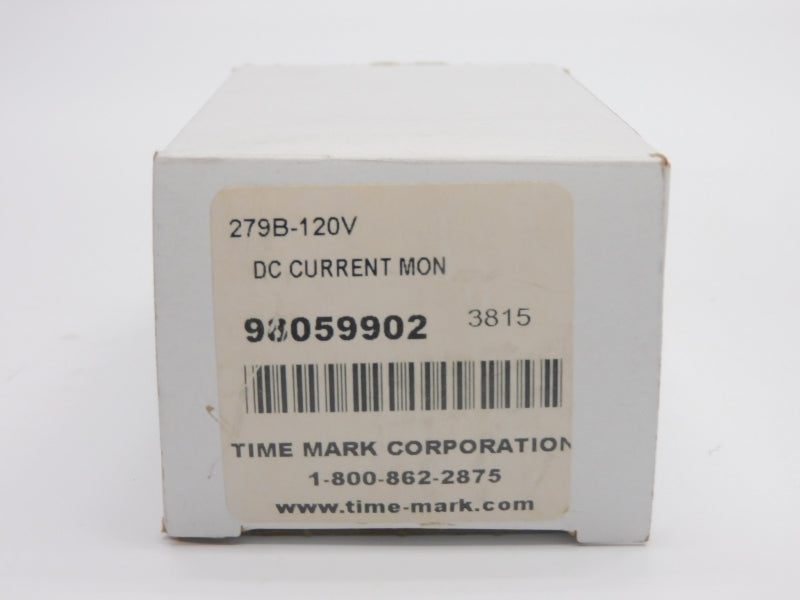 279B-120V
DC CURRENT MON
98059902 3815
TIME MARK CORPORATION
1-800-862-2875
www.time-mark.com